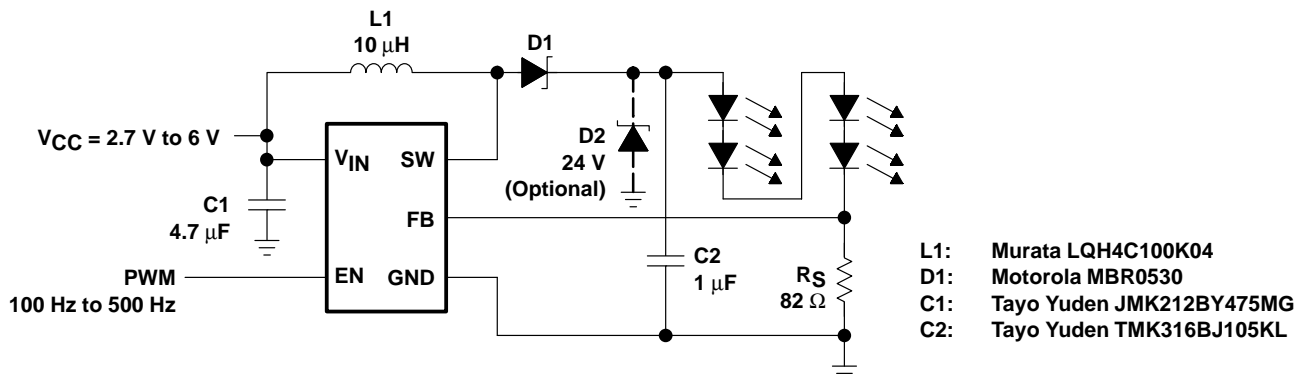 L1
10 μH
D1
VCC = 2.7 V to 6 V
VIN
SW
D2
24 V
(Optional)
C1
4.7 μF
FB
C2
1 μF
RS
82 Ω
PWM
100 Hz to 500 Hz
EN
GND
L1: Murata LQH4C100K04
D1: Motorola MBR0530
C1: Tayo Yuden JMK212BY475MG
C2: Tayo Yuden TMK316BJ105KL